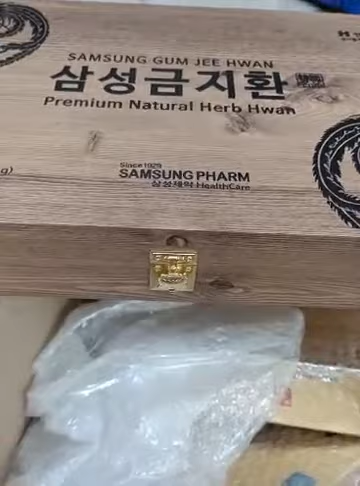 SAMSUNG GUM JEE HWAN
삼성금지환
Premium Natural Herb Hwan
Since 1929
SAMSUNG PHARM
삼성제약 HealthCare
g)